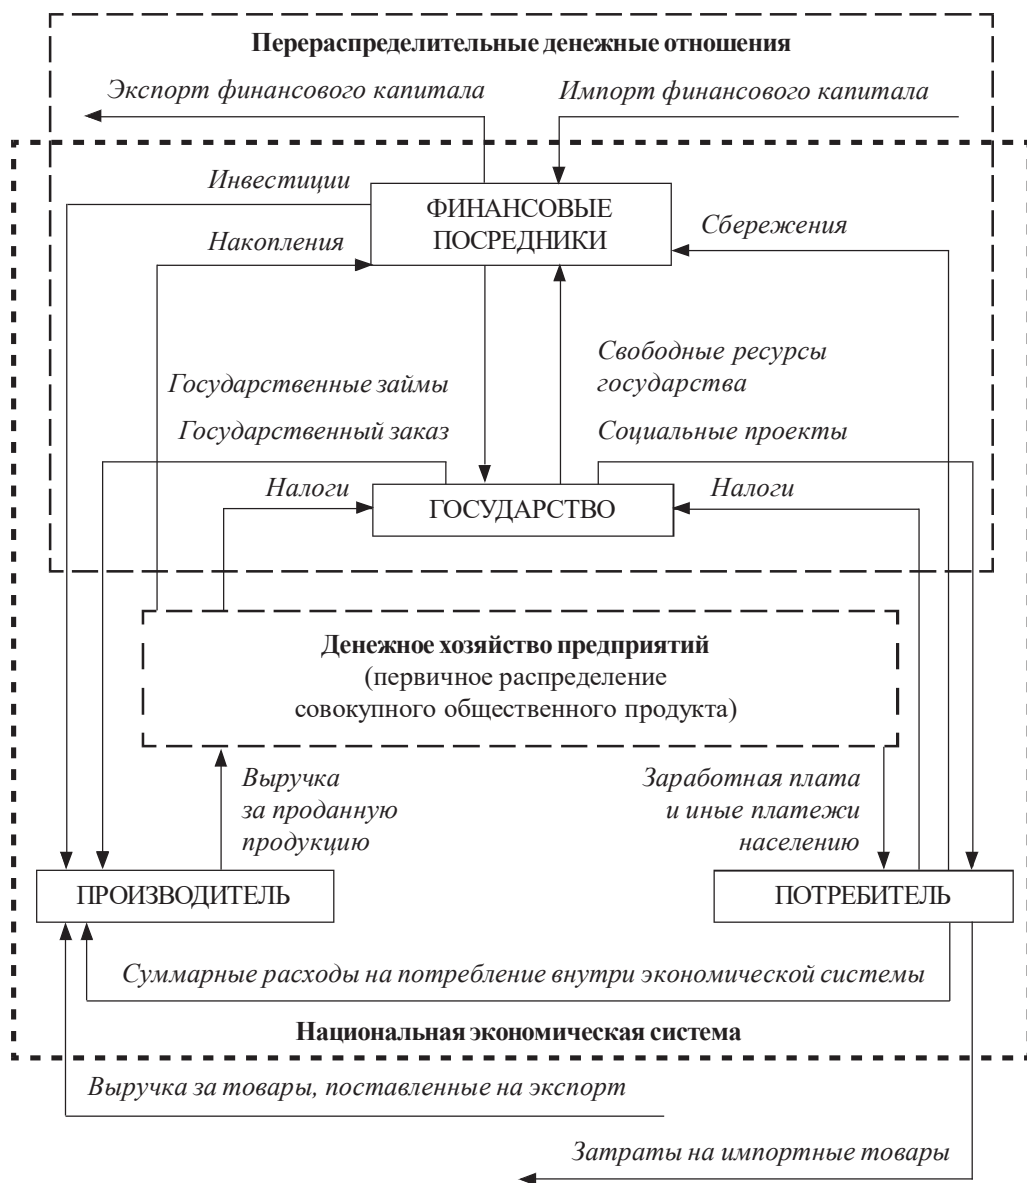 Перераспределительные денежные отношения
Экспорт финансового капитала
Импорт финансового капитала
Инвестиции
ФИНАНСОВЫЕ
ПОСРЕДНИКИ
Сбережения
Накопления
Свободные ресурсы
государства
Государственные займы
Государственный заказ
Социальные проекты
Налоги
ГОСУДАРСТВО
Налоги
Денежное хозяйство предприятий
(первичное распределение
совокупного общественного продукта)
Выручка
за проданную
продукцию
Заработная плата
и иные платежи
населению
ПРОИЗВОДИТЕЛЬ
ПОТРЕБИТЕЛЬ
Суммарные расходы на потребление внутри экономической системы
Национальная экономическая система
Выручка за товары, поставленные на экспорт
Затраты на импортные товары